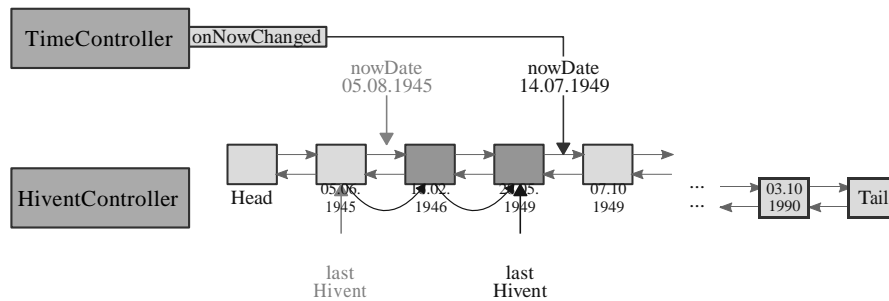 TimeController
onNowChanged
nowDate
05.08.1945
nowDate
14.07.1949
HiventController
Head
1945
1946
1949
07.10
1949
...
...
03.10
1990
Tail
last
Hivent
last
Hivent